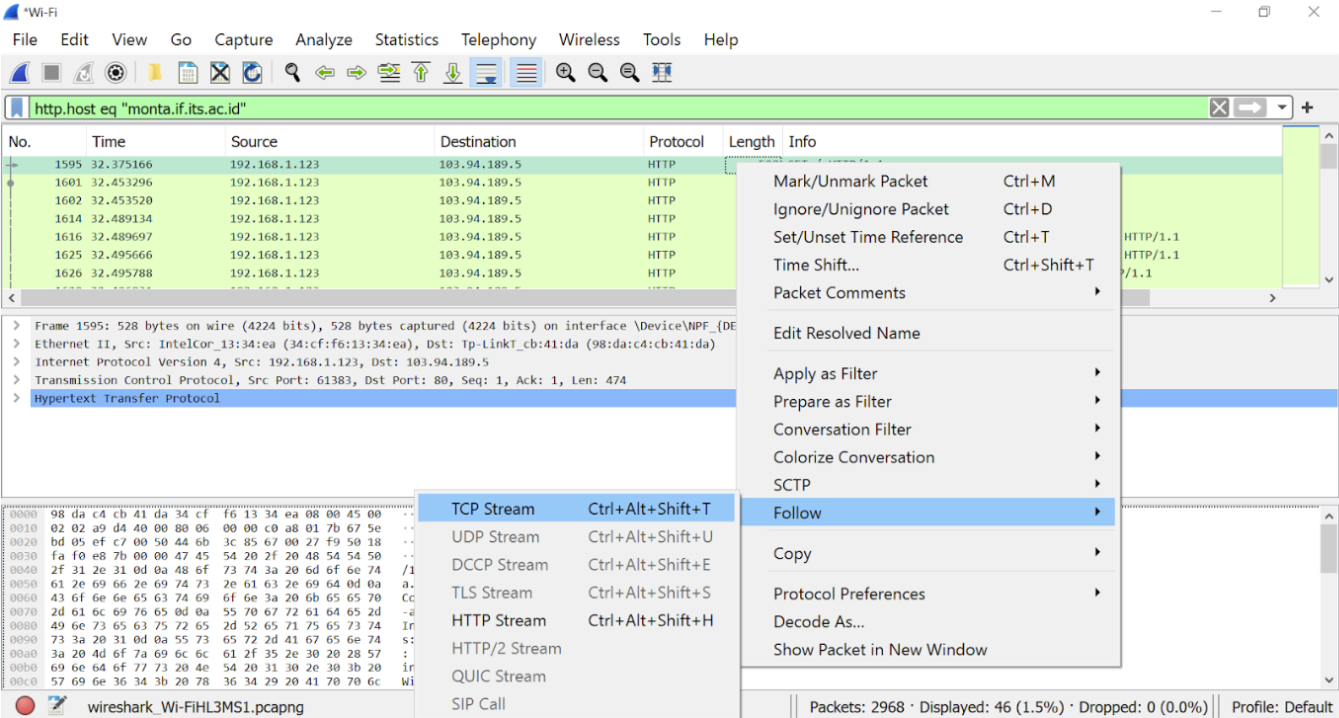 *Wi-Fi
File Edit View Go Capture Analyze Statistics Telephony Wireless Tools Help
http.host eq "monta.if.its.ac.id"
No. Time Source Destination Protocol Length Info
1595 32.375166 192.168.1.123 103.94.189.5 HTTP
1601 32.453296 192.168.1.123 103.94.189.5 HTTP
1602 32.453520 192.168.1.123 103.94.189.5 HTTP
1614 32.489134 192.168.1.123 103.94.189.5 HTTP
1616 32.489697 192.168.1.123 103.94.189.5 HTTP HTTP/1.1
1625 32.495666 192.168.1.123 103.94.189.5 HTTP HTTP/1.1
1626 32.495788 192.168.1.123 103.94.189.5 HTTP P/1.1
Mark/Unmark Packet Ctrl+M
Ignore/Unignore Packet Ctrl+D
Set/Unset Time Reference Ctrl+T
Time Shift... Ctrl+Shift+T
Packet Comments
Edit Resolved Name
Apply as Filter
Prepare as Filter
Conversation Filter
Colorize Conversation
SCTP
Follow
Copy
Protocol Preferences
Decode As...
Show Packet in New Window
Frame 1595: 528 bytes on wire (4224 bits), 528 bytes captured (4224 bits) on interface \Device\NPF_{DE
Ethernet II, Src: IntelCor_13:34:ea (34:cf:f6:13:34:ea), Dst: Tp-LinkT_cb:41:da (98:da:c4:cb:41:da)
Internet Protocol Version 4, Src: 192.168.1.123, Dst: 103.94.189.5
Transmission Control Protocol, Src Port: 61383, Dst Port: 80, Seq: 1, Ack: 1, Len: 474
Hypertext Transfer Protocol
TCP Stream Ctrl+Alt+Shift+T
UDP Stream Ctrl+Alt+Shift+U
DCCP Stream Ctrl+Alt+Shift+E
TLS Stream Ctrl+Alt+Shift+S
HTTP Stream Ctrl+Alt+Shift+H
HTTP/2 Stream
QUIC Stream
SIP Call
0000 98 da c4 cb 41 da 34 cf f6 13 34 ea 08 00 45 00 ··
0010 02 02 a9 d4 40 00 80 06 00 00 c0 a8 01 7b 67 5e ··
0020 bd 05 ef c7 00 50 44 6b 3c 85 67 00 27 f9 50 18 ··
0030 fa f0 e8 7b 00 00 47 45 54 20 2f 20 48 54 54 50 ··
0040 2f 31 2e 31 0d 0a 48 6f 73 74 3a 20 6d 6f 6e 74 /1
0050 61 2e 69 66 2e 69 74 73 2e 61 63 2e 69 64 0d 0a a.
0060 43 6f 6e 6e 65 63 74 69 6f 6e 3a 20 6b 65 65 70 Co
0070 2d 61 6c 69 76 65 0d 0a 55 70 67 72 61 64 65 2d -a
0080 49 6e 73 65 63 75 72 65 2d 52 65 71 75 65 73 74 In
0090 73 3a 20 31 0d 0a 55 73 65 72 2d 41 67 65 6e 74 s:
00a0 3a 20 4d 6f 7a 69 6c 6c 61 2f 35 2e 30 20 28 57 :
00b0 69 6e 64 6f 77 73 20 4e 54 20 31 30 2e 30 3b 20 in
00c0 57 69 6e 36 34 3b 20 78 36 34 29 20 41 70 70 6c Wi
wireshark_Wi-FiHL3MS1.pcapng Packets: 2968 · Displayed: 46 (1.5%) · Dropped: 0 (0.0%) Profile: Default